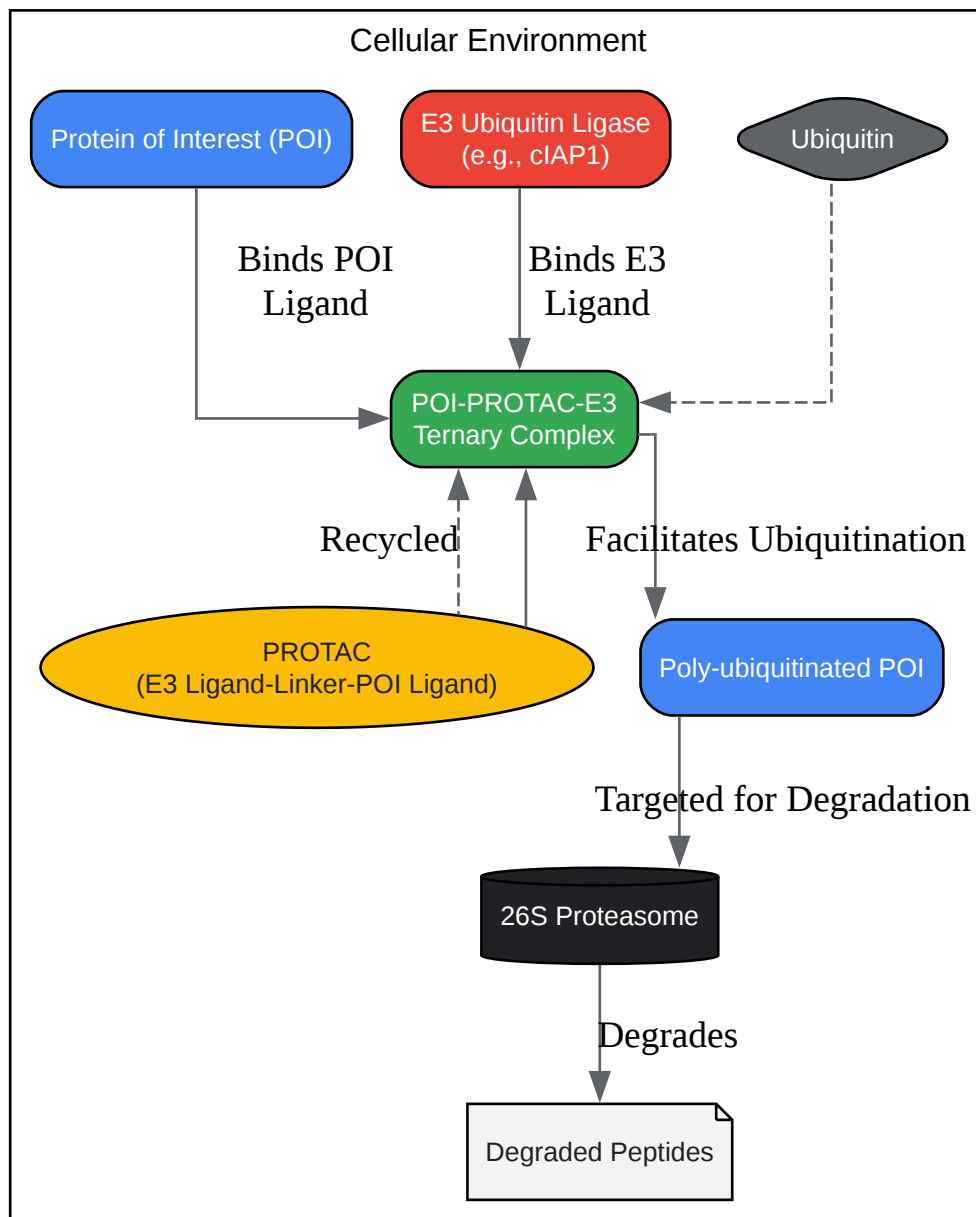 Cellular Environment
Protein of Interest (POI)
E3 Ubiquitin Ligase
(e.g., cIAP1)
Ubiquitin
Binds POI
Ligand
Binds E3
Ligand
POI-PROTAC-E3
Ternary Complex
Recycled
Facilitates Ubiquitination
PROTAC
(E3 Ligand-Linker-POI Ligand)
Poly-ubiquitinated POI
Targeted for Degradation
26S Proteasome
Degrades
Degraded Peptides